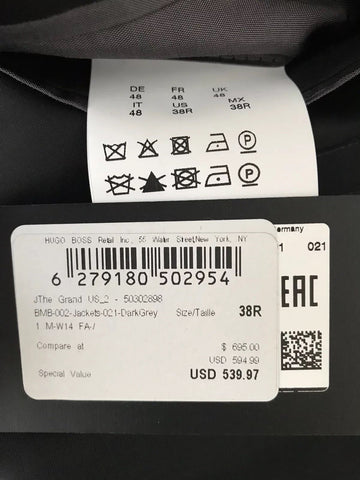 DE FR UK
48 48 48
IT US MX
48 38R 38R
P
P
Germany
021
HUGO BOSS Retail Inc., 55 Water Street,New York, NY
6 279180 502954
EAC
JThe Grand US_2 - 50302898
BMB-002-Jackets-021-DarkGrey Size/Taille 38R
1 M-W14 FA-/
Compare at $ 695.00
USD 594.99
Special Value USD 539.97